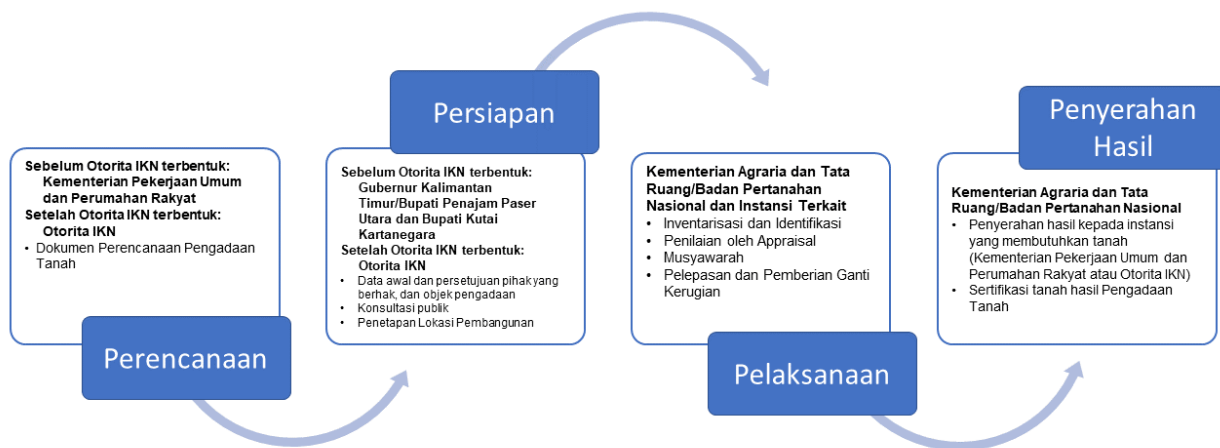 Perencanaan
Sebelum Otorita IKN terbentuk:
Kementerian Pekerjaan Umum
dan Perumahan Rakyat
Setelah Otorita IKN terbentuk:
Otorita IKN
• Dokumen Perencanaan Pengadaan
Tanah
Persiapan
Sebelum Otorita IKN terbentuk:
Gubernur Kalimantan
Timur/Bupati Penajam Paser
Utara dan Bupati Kutai
Kartanegara
Setelah Otorita IKN terbentuk:
Otorita IKN
• Data awal dan persetujuan pihak yang
berhak, dan objek pengadaan
• Konsultasi publik
• Penetapan Lokasi Pembangunan
Kementerian Agraria dan Tata
Ruang/Badan Pertanahan
Nasional dan Instansi Terkait
• Inventarisasi dan Identifikasi
• Penilaian oleh Appraisal
• Musyawarah
• Pelepasan dan Pemberian Ganti
Kerugian
Pelaksanaan
Penyerahan
Hasil
Kementerian Agraria dan Tata
Ruang/Badan Pertanahan Nasional
• Penyerahan hasil kepada instansi
yang membutuhkan tanah
(Kementerian Pekerjaan Umum dan
Perumahan Rakyat atau Otorita IKN)
• Sertifikasi tanah hasil Pengadaan
Tanah